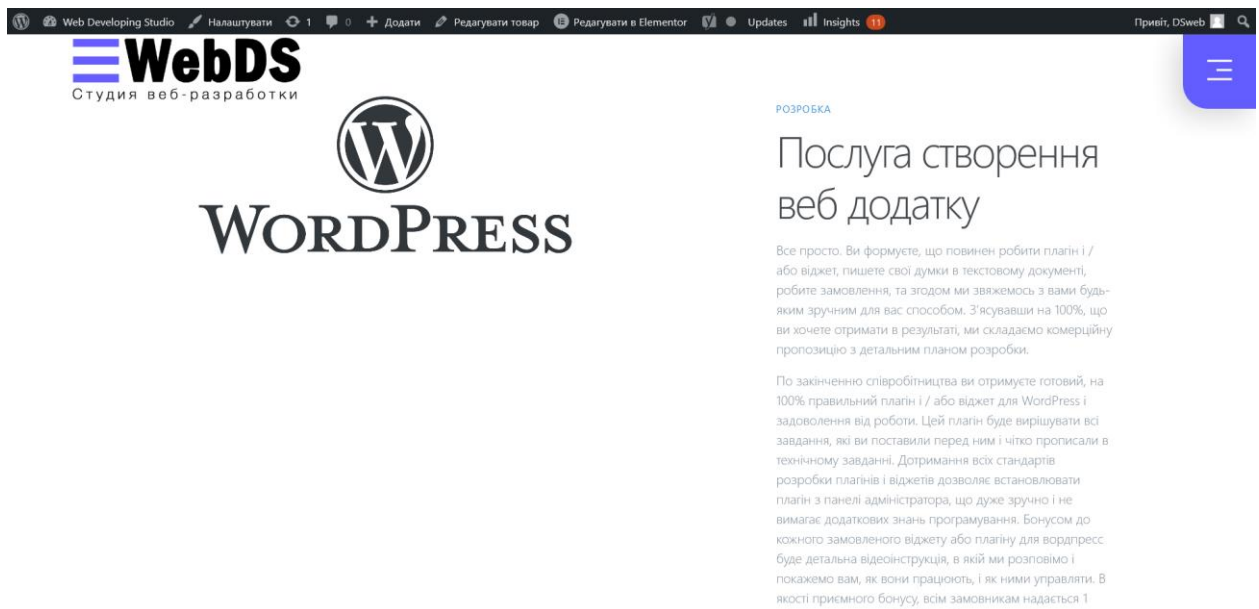 Web Developing Studio Налаштувати 1 0 Додати Редагувати товар Редагувати в Elementor Updates Insights 11 Привіт, DSweb
WebDS
Студия веб-разработки
WORDPRESS
РОЗРОБКА
Послуга створення
веб додатку
Все просто. Ви формуєте, що повинен робити плагін і /
або віджет, пишете свої думки в текстовому документі,
робите замовлення, та згодом ми звяжемось з вами будь-
яким зручним для вас способом. З'ясувавши на 100%, що
ви хочете отримати в результаті, ми складаємо комерційну
пропозицію з детальним планом розробки.
По закінченню співробітництва ви отримуєте готовий, на
100% правильний плагін і / або віджет для WordPress і
задоволення від роботи. Цей плагін буде вирішувати всі
завдання, які ви поставили перед ним і чітко прописали в
технічному завданні. Дотримання всіх стандартів
розробки плагінів і віджетів дозволяє встановлювати
плагін з панелі адміністратора, що дуже зручно і не
вимагає додаткових знань програмування. Бонусом до
кожного замовленого віджету або плагіну для вордпресс
буде детальна відеоінструкція, в якій ми розповімо і
покажемо вам, як вони працюють, і як ними управляти. В
якості приємного бонусу, всім замовникам надається 1